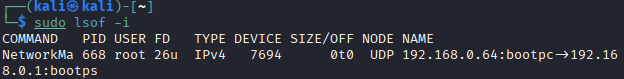 ┌──(kali㉿kali)-[~]
└─$ sudo lsof -i
COMMAND   PID USER FD   TYPE DEVICE SIZE/OFF NODE NAME
NetworkMa 668 root 26u  IPv4   7694      0t0  UDP 192.168.0.64:bootpc→192.16
8.0.1:bootps